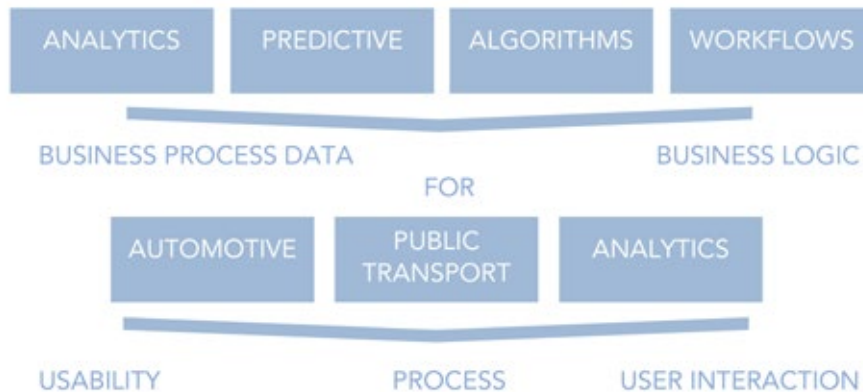 ANALYTICS PREDICTIVE ALGORITHMS WORKFLOWS
BUSINESS PROCESS DATA BUSINESS LOGIC
FOR
AUTOMOTIVE PUBLIC TRANSPORT ANALYTICS
USABILITY PROCESS USER INTERACTION